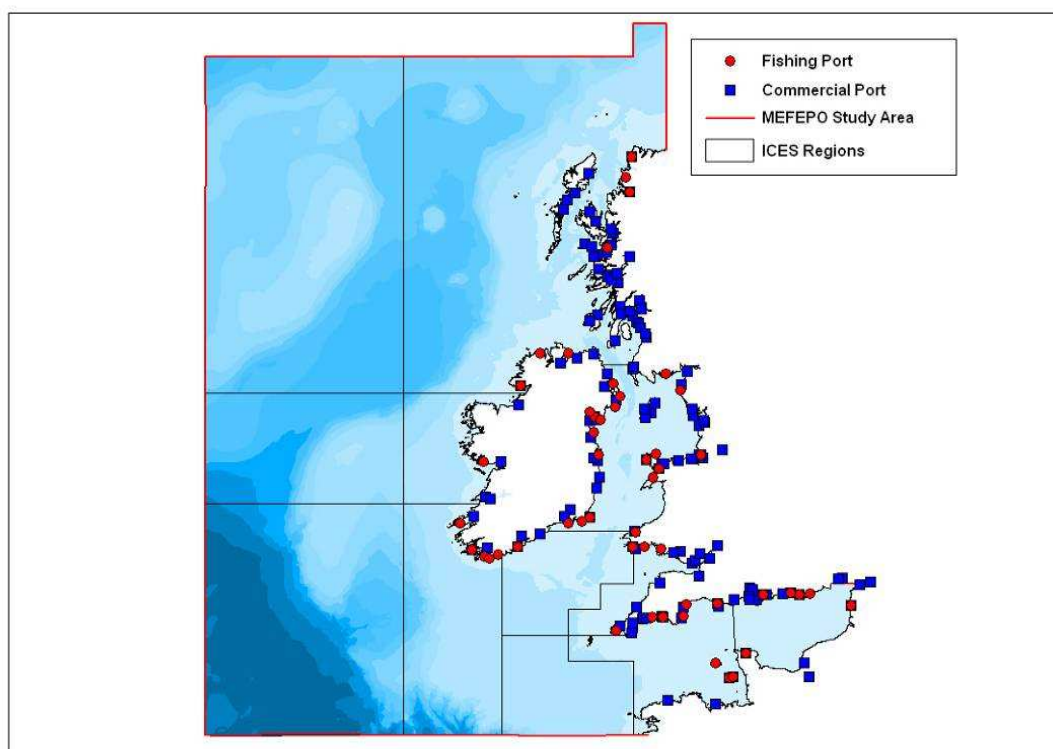 Fishing Port
Commercial Port
MEFEPO Study Area
ICES Regions